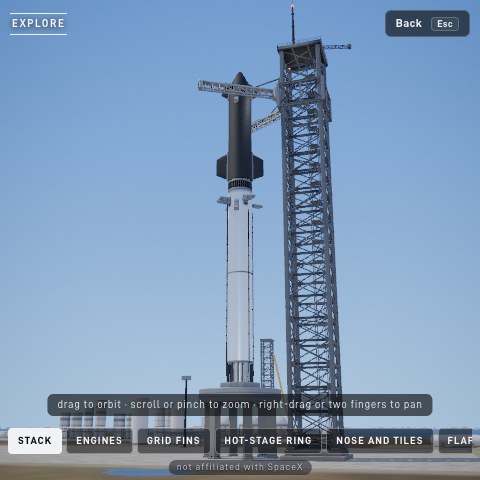 EXPLORE
Back Esc
drag to orbit · scroll or pinch to zoom · right-drag or two fingers to pan
STACK ENGINES GRID FINS HOT-STAGE RING NOSE AND TILES FLAP
not affiliated with SpaceX